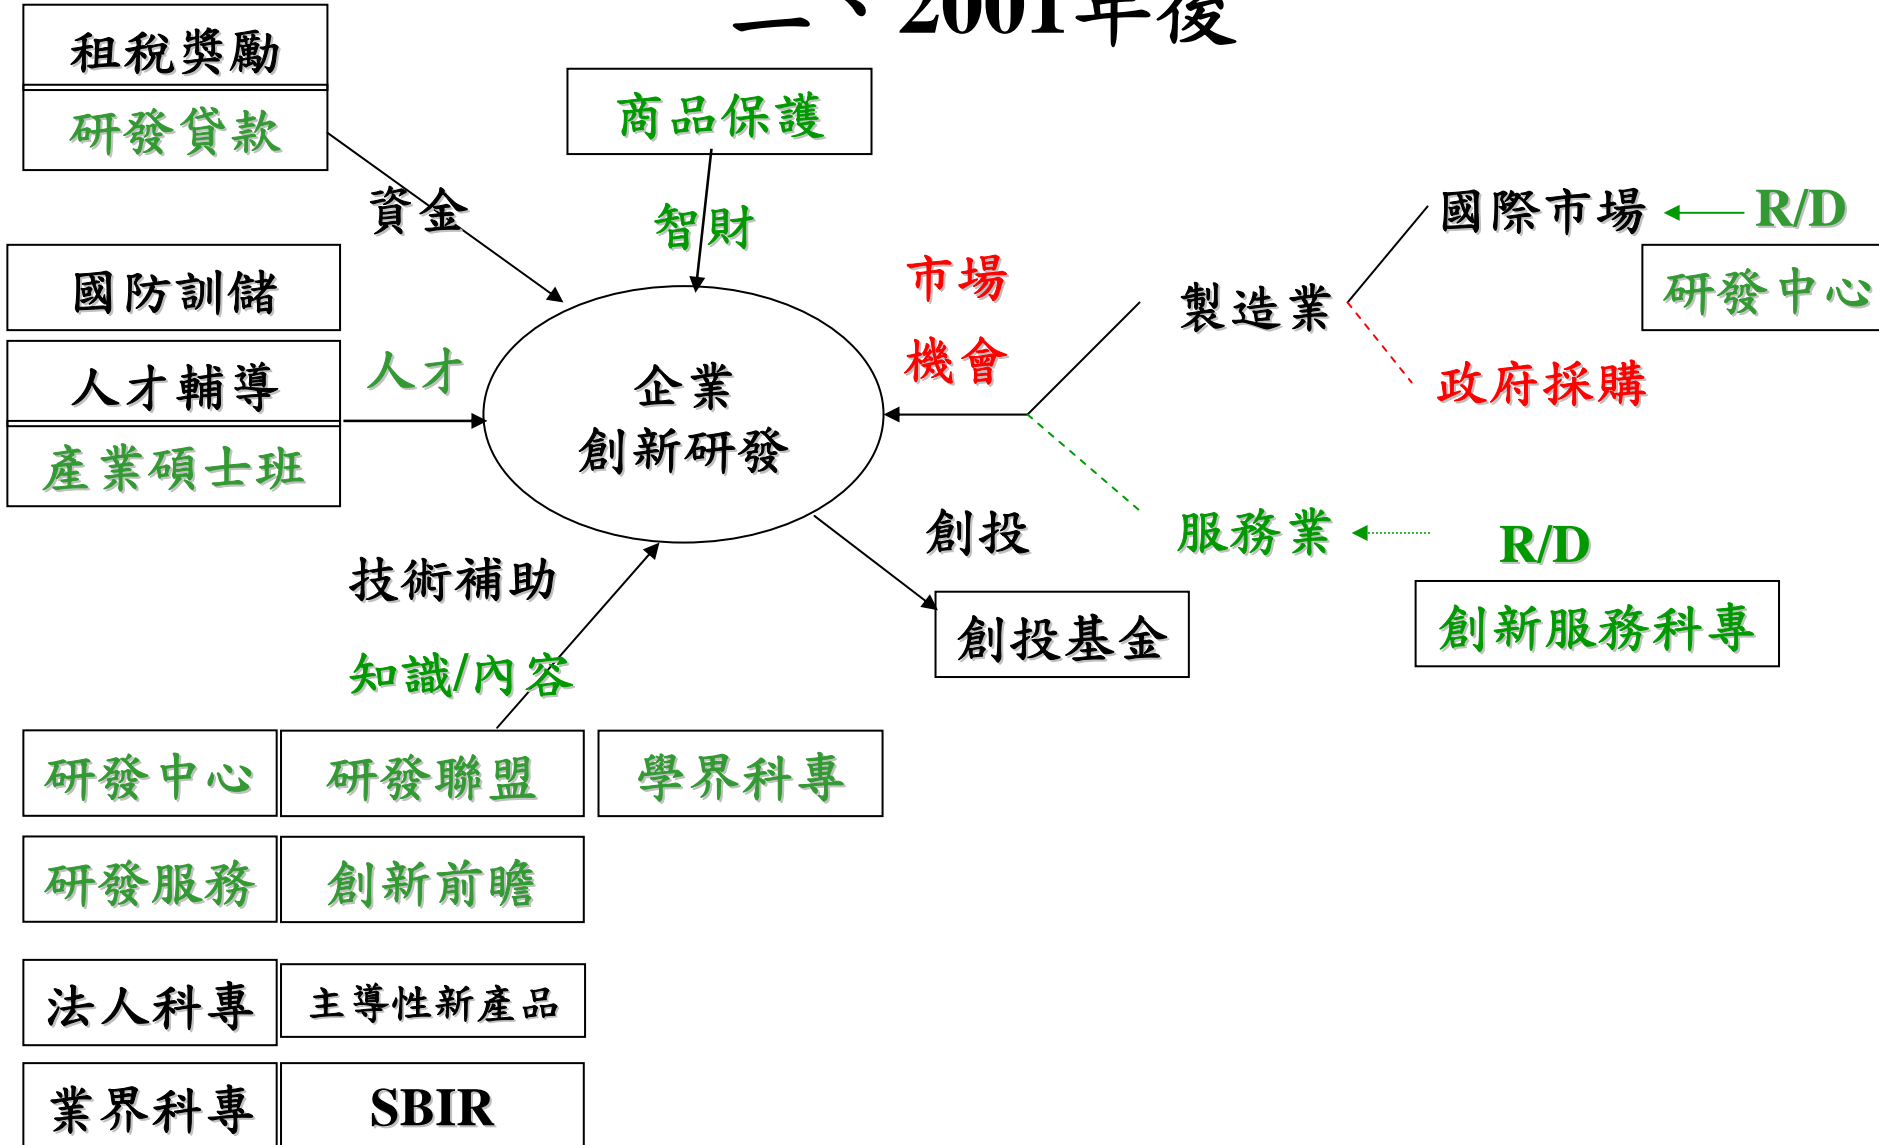 二、2001年後
租稅獎勵
研發貸款
商品保護
資金
智財
國際市場
R/D
國防訓儲
市場
機會
製造業
研發中心
人才輔導
人才
企業
創新研發
政府採購
產業碩士班
創投
服務業
R/D
技術補助
創投基金
創新服務科專
知識/內容
研發中心
研發聯盟
學界科專
研發服務
創新前瞻
法人科專
主導性新產品
業界科專
SBIR